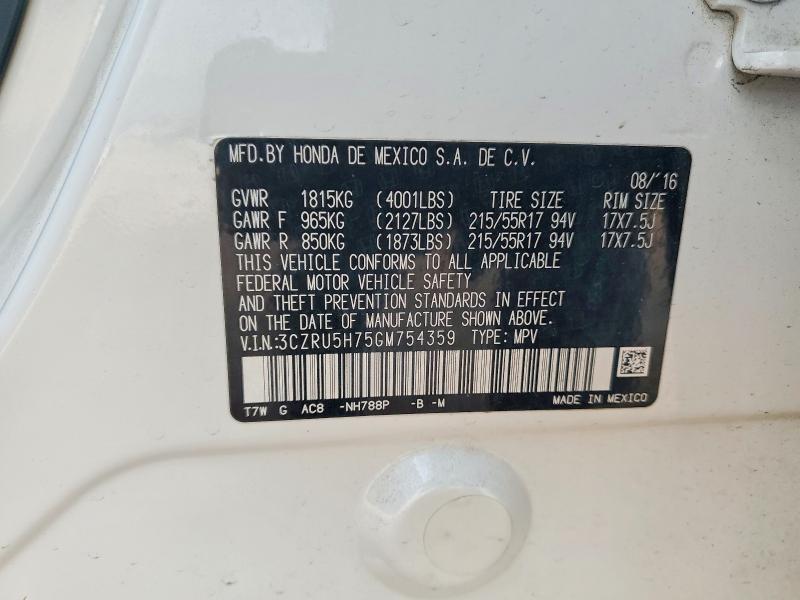 MFD.BY HONDA DE MEXICO S.A. DE C.V.
08/'16
GVWR 1815KG (4001LBS) TIRE SIZE RIM SIZE
GAWR F 965KG (2127LBS) 215/55R17 94V 17X7.5J
GAWR R 850KG (1873LBS) 215/55R17 94V 17X7.5J
THIS VEHICLE CONFORMS TO ALL APPLICABLE
FEDERAL MOTOR VEHICLE SAFETY
AND THEFT PREVENTION STANDARDS IN EFFECT
ON THE DATE OF MANUFACTURE SHOWN ABOVE.
V.I.N.:3CZRU5H75GM754359 TYPE: MPV
T7W G AC8 -NH788P -B -M MADE IN MEXICO